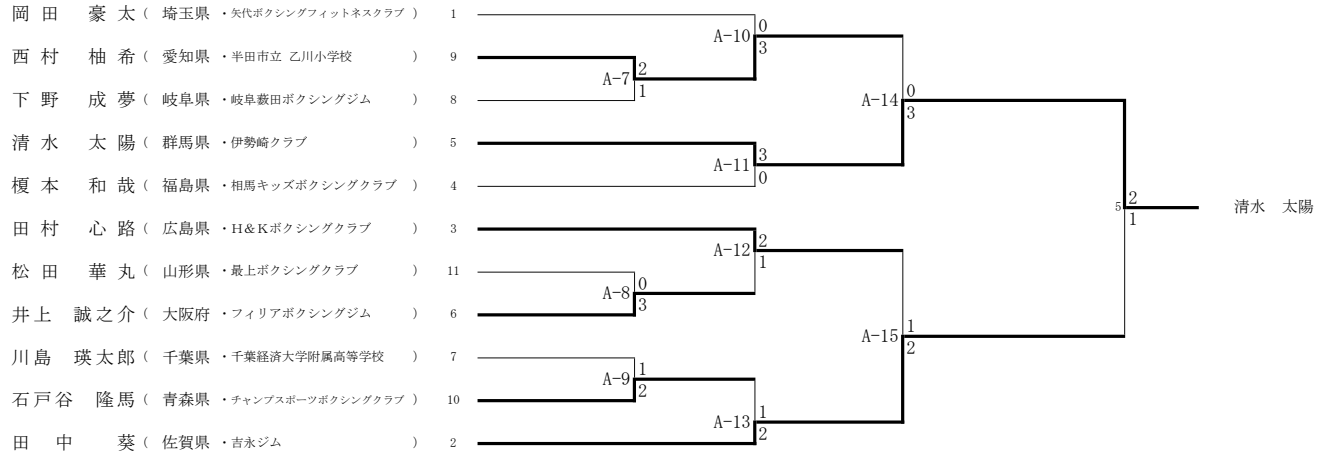 岡田 豪太 ( 埼玉県 ・矢代ボクシングフィットネスクラブ ) 1
0
A-10
3
西村 柚希 ( 愛知県 ・半田市立 乙川小学校 ) 9
2
A-7
1
下野 成夢 ( 岐阜県 ・岐阜薮田ボクシングジム ) 8
0
A-14
3
清水 太陽 ( 群馬県 ・伊勢崎クラブ ) 5
3
A-11
0
榎本 和哉 ( 福島県 ・相馬キッズボクシングクラブ ) 4
2
5 清水 太陽
1
田村 心路 ( 広島県 ・H&Kボクシングクラブ ) 3
2
A-12
1
松田 華丸 ( 山形県 ・最上ボクシングクラブ ) 11
0
A-8
3
井上 誠之介 ( 大阪府 ・フィリアボクシングジム ) 6
1
A-15
2
川島 瑛太郎 ( 千葉県 ・千葉経済大学附属高等学校 ) 7
1
A-9
2
石戸谷 隆馬 ( 青森県 ・チャンプスポーツボクシングクラブ ) 10
1
A-13
2
田中 葵 ( 佐賀県 ・吉永ジム ) 2